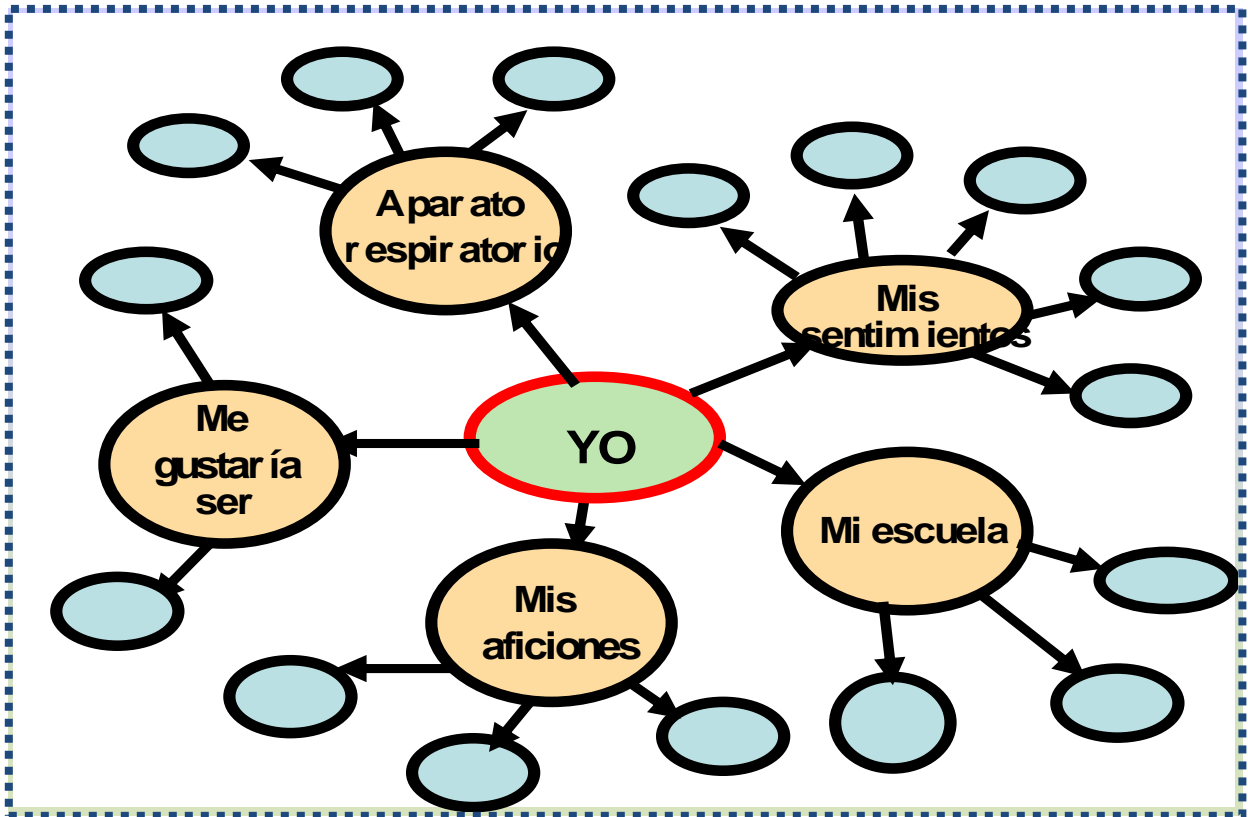 Aparato
respiratorio
Mis
sentimientos
Me
gustaría
ser
YO
Mi escuela
Mis
aficiones